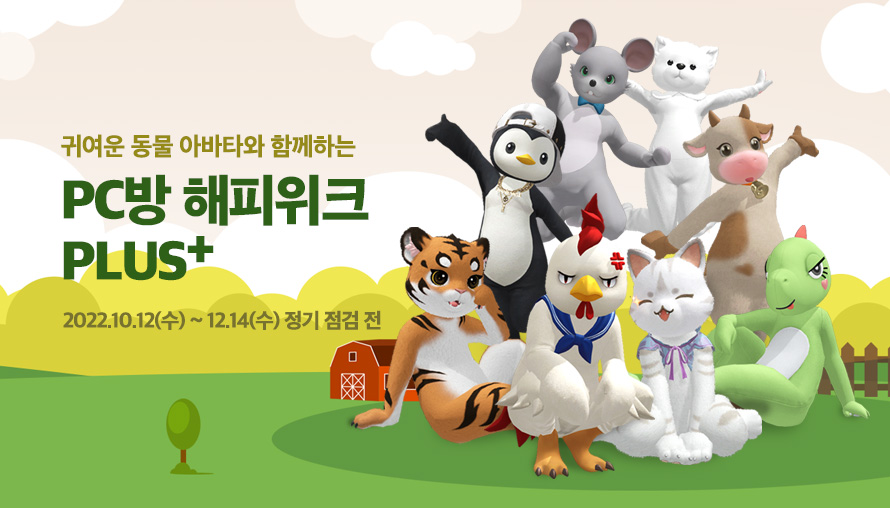 귀여운 동물 아바타와 함께하는
PC방 해피위크
PLUS+
2022.10.12(수) ~ 12.14(수) 정기 점검 전